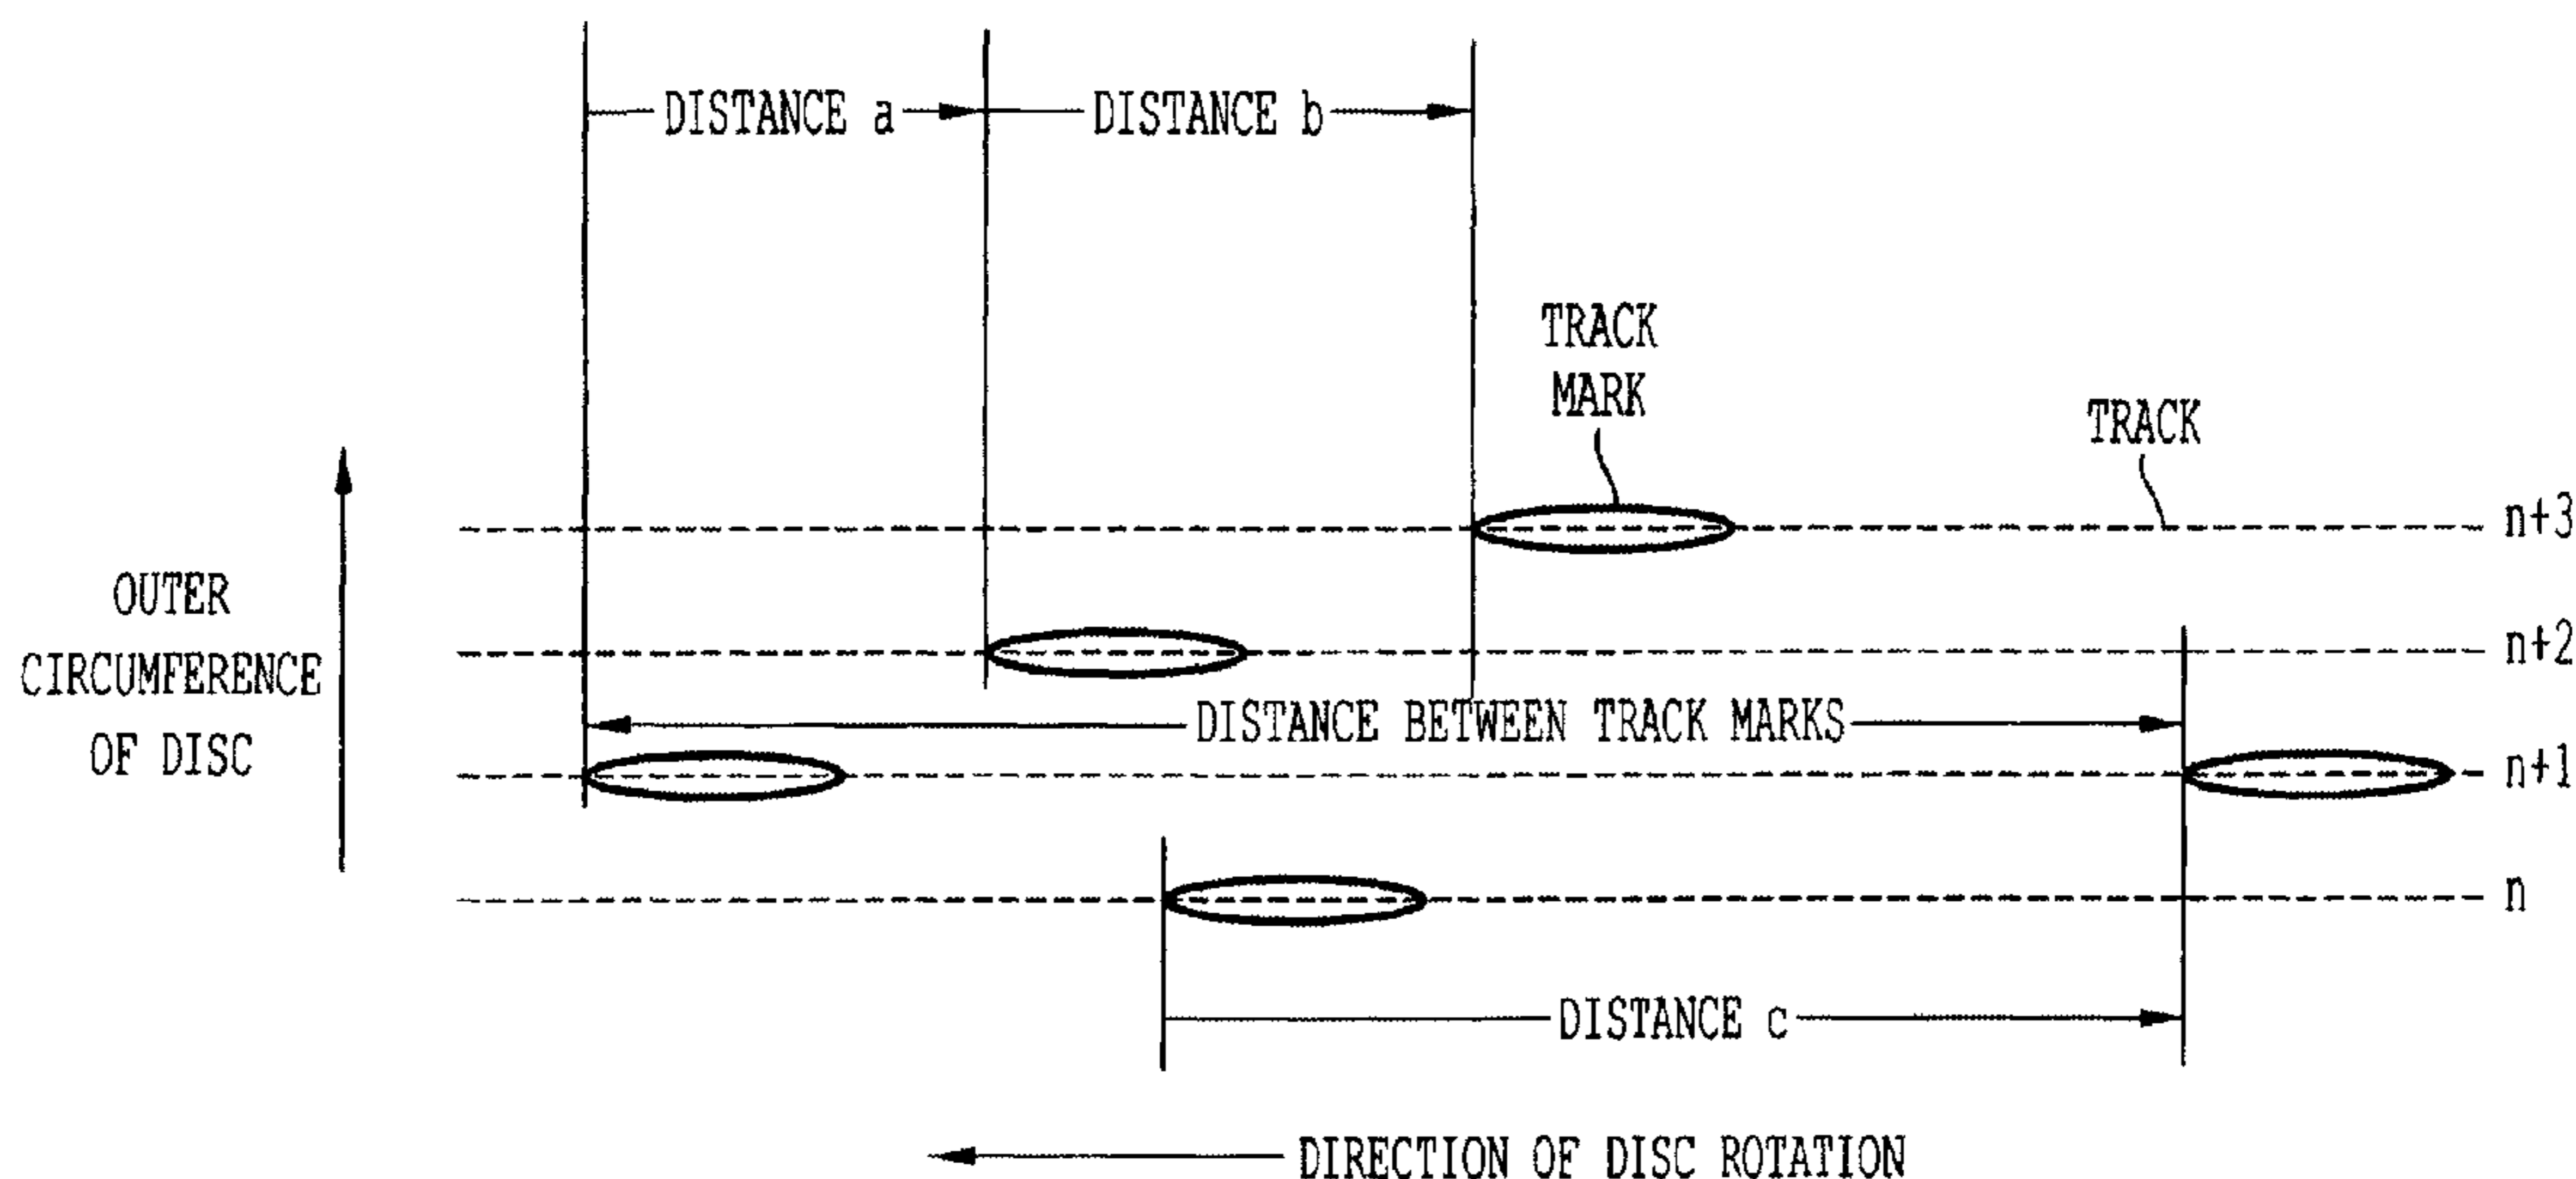 DISTANCE a
DISTANCE b
TRACK
MARK
TRACK
n+3
OUTER
CIRCUMFERENCE
OF DISC
n+2
DISTANCE BETWEEN TRACK MARKS
n+1
n
DISTANCE c
DIRECTION OF DISC ROTATION